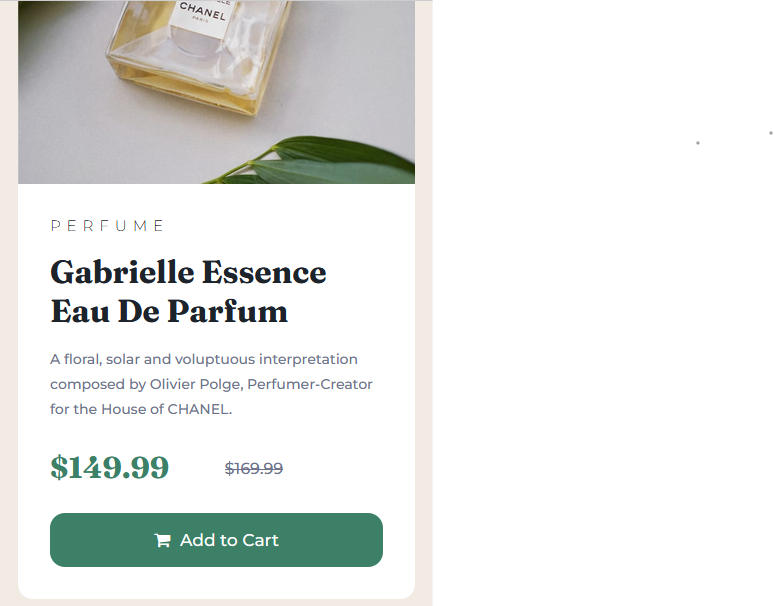 CHANEL
PARIS
PERFUME
Gabrielle Essence
Eau De Parfum
A floral, solar and voluptuous interpretation
composed by Olivier Polge, Perfumer-Creator
for the House of CHANEL.
$149.99 $169.99
Add to Cart